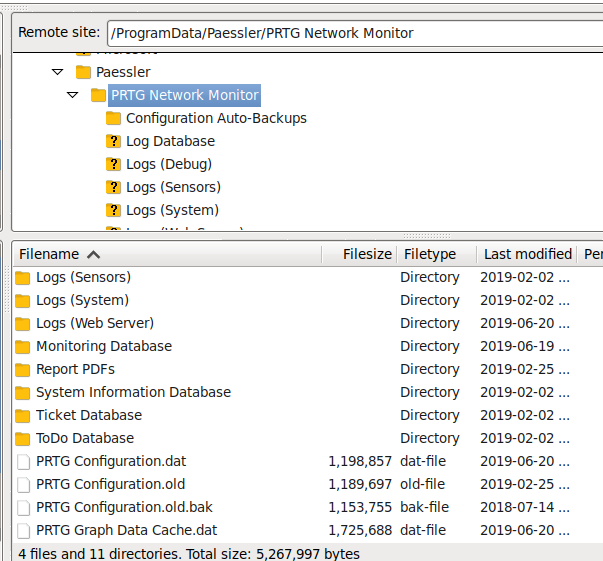 Remote site: /ProgramData/Paessler/PRTG Network Monitor
Paessler
PRTG Network Monitor
Configuration Auto-Backups
? Log Database
? Logs (Debug)
? Logs (Sensors)
? Logs (System)
Filename Filesize Filetype Last modified Per
Logs (Sensors) Directory 2019-02-02 ...
Logs (System) Directory 2019-02-02 ...
Logs (Web Server) Directory 2019-06-20 ...
Monitoring Database Directory 2019-06-19 ...
Report PDFs Directory 2019-02-25 ...
System Information Database Directory 2019-02-02 ...
Ticket Database Directory 2019-02-02 ...
ToDo Database Directory 2019-02-02 ...
PRTG Configuration.dat 1,198,857 dat-file 2019-06-20 ...
PRTG Configuration.old 1,189,697 old-file 2019-02-25 ...
PRTG Configuration.old.bak 1,153,755 bak-file 2018-07-14 ...
PRTG Graph Data Cache.dat 1,725,688 dat-file 2019-06-20 ...
4 files and 11 directories. Total size: 5,267,997 bytes